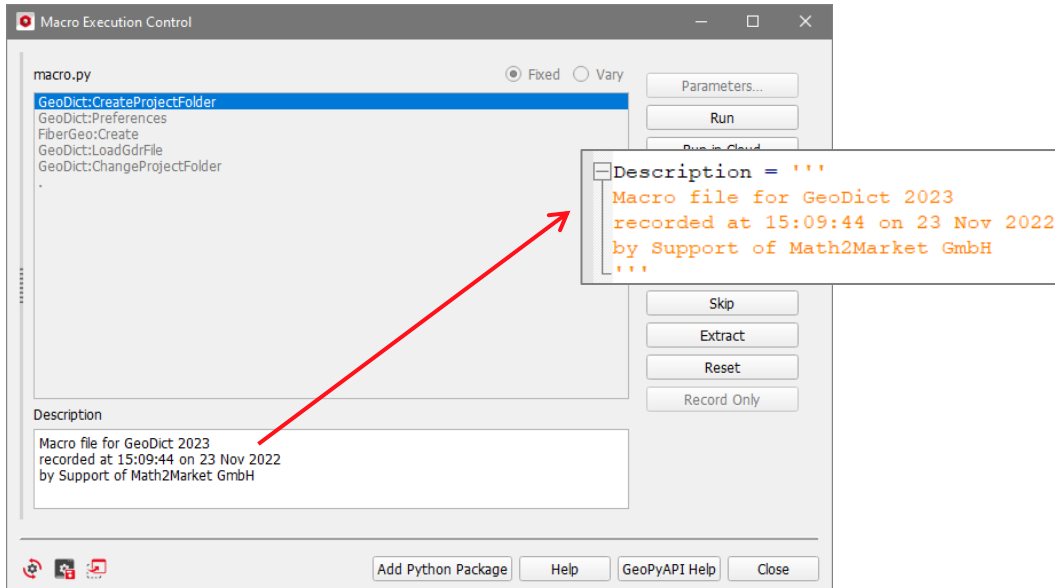 Macro Execution Control
macro.py
Fixed
Vary
GeoDict:CreateProjectFolder
GeoDict:Preferences
FiberGeo:Create
GeoDict:LoadGdrFile
GeoDict:ChangeProjectFolder
.
Parameters...
Run
Run in Cloud
Description = '''
Macro file for GeoDict 2023
recorded at 15:09:44 on 23 Nov 2022
by Support of Math2Market GmbH
'''
Skip
Extract
Reset
Record Only
Description
Macro file for GeoDict 2023
recorded at 15:09:44 on 23 Nov 2022
by Support of Math2Market GmbH
Add Python Package
Help
GeoPyAPI Help
Close